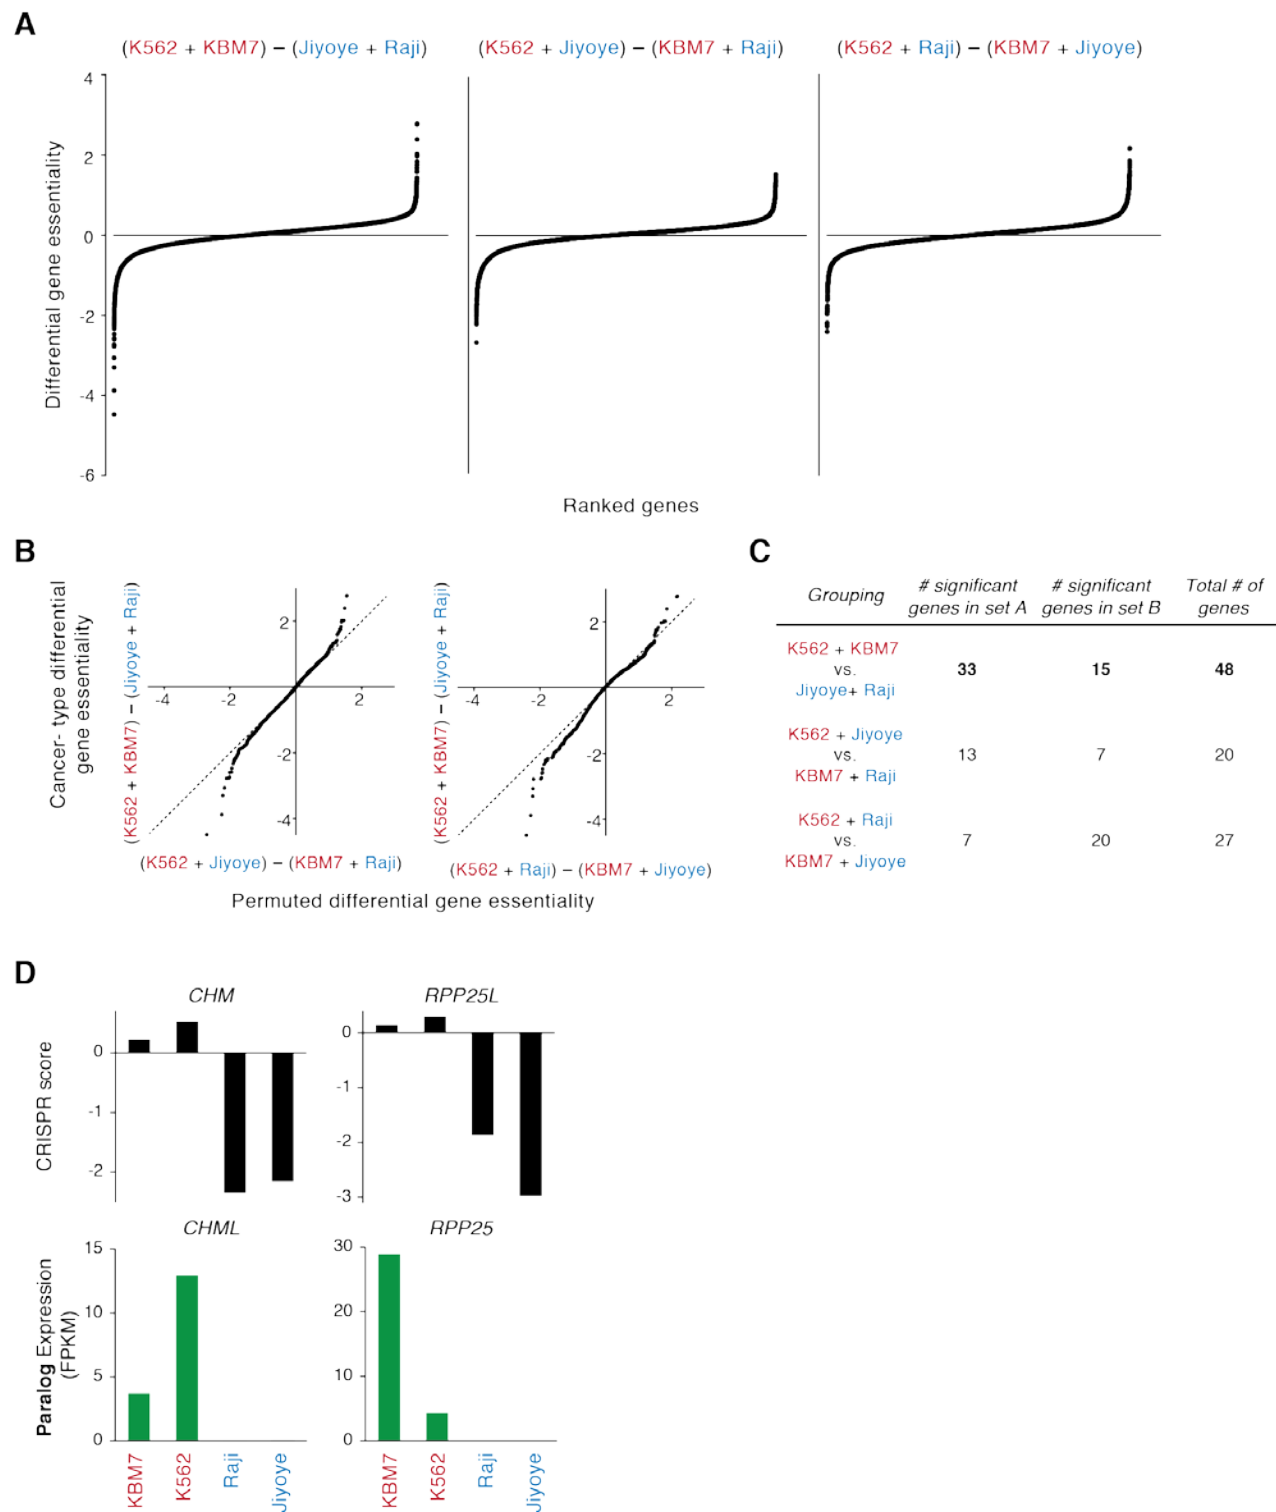 A
(K562 + KBM7) – (Jiyoye + Raji)
(K562 + Jiyoye) – (KBM7 + Raji)
(K562 + Raji) – (KBM7 + Jiyoye)
Differential gene essentiality
4
2
0
-2
-4
-6
Ranked genes
B
Cancer- type differential
gene essentiality
(K562 + KBM7) – (Jiyoye + Raji)
2
-4
-2
2
-2
-4
(K562 + Jiyoye) – (KBM7 + Raji)
(K562 + KBM7) – (Jiyoye + Raji)
2
-4
-2
2
-2
-4
(K562 + Raji) – (KBM7 + Jiyoye)
Permuted differential gene essentiality
C
Grouping
# significant
genes in set A
# significant
genes in set B
Total # of
genes
K562 + KBM7
vs.
Jiyoye+ Raji
33
15
48
K562 + Jiyoye
vs.
KBM7 + Raji
13
7
20
K562 + Raji
vs.
KBM7 + Jiyoye
7
20
27
D
CHM
CRISPR score
0
-1
-2
RPP25L
0
-1
-2
-3
CHML
Paralog Expression
(FPKM)
15
10
5
0
KBM7
K562
Raji
Jiyoye
RPP25
30
20
10
0
KBM7
K562
Raji
Jiyoye